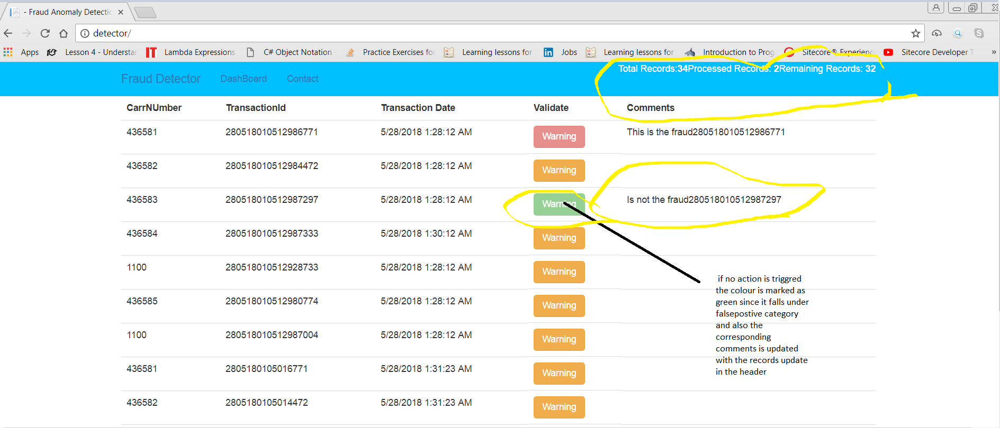 - Fraud Anomaly Detectic
detector/
Apps Lesson 4 - Understar IT Lambda Expressions C# Object Notation - Practice Exercises for Learning lessons for in Jobs Learning lessons for Introduction to Prog Sitecore® Experienc Sitecore Developer T »
Total Records:34Processed Records: 2Remaining Records: 32
Fraud Detector DashBoard Contact
CarrNUmber TransactionId Transaction Date Validate Comments
436581 280518010512986771 5/28/2018 1:28:12 AM Warning This is the fraud280518010512986771
436582 280518010512984472 5/28/2018 1:28:12 AM Warning
436583 280518010512987297 5/28/2018 1:28:12 AM Warning Is not the fraud280518010512987297
436584 280518010512987333 5/28/2018 1:30:12 AM Warning
1100 280518010512928733 5/28/2018 1:28:12 AM Warning
436585 280518010512980774 5/28/2018 1:28:12 AM Warning
1100 280518010512987004 5/28/2018 1:28:12 AM Warning
436581 2805180105016771 5/28/2018 1:31:23 AM Warning
436582 2805180105014472 5/28/2018 1:31:23 AM Warning
if no action is triggred
the colour is marked as
green since it falls under
falsepostive category
and also the
corresponding
comments is updated
with the records update
in the header